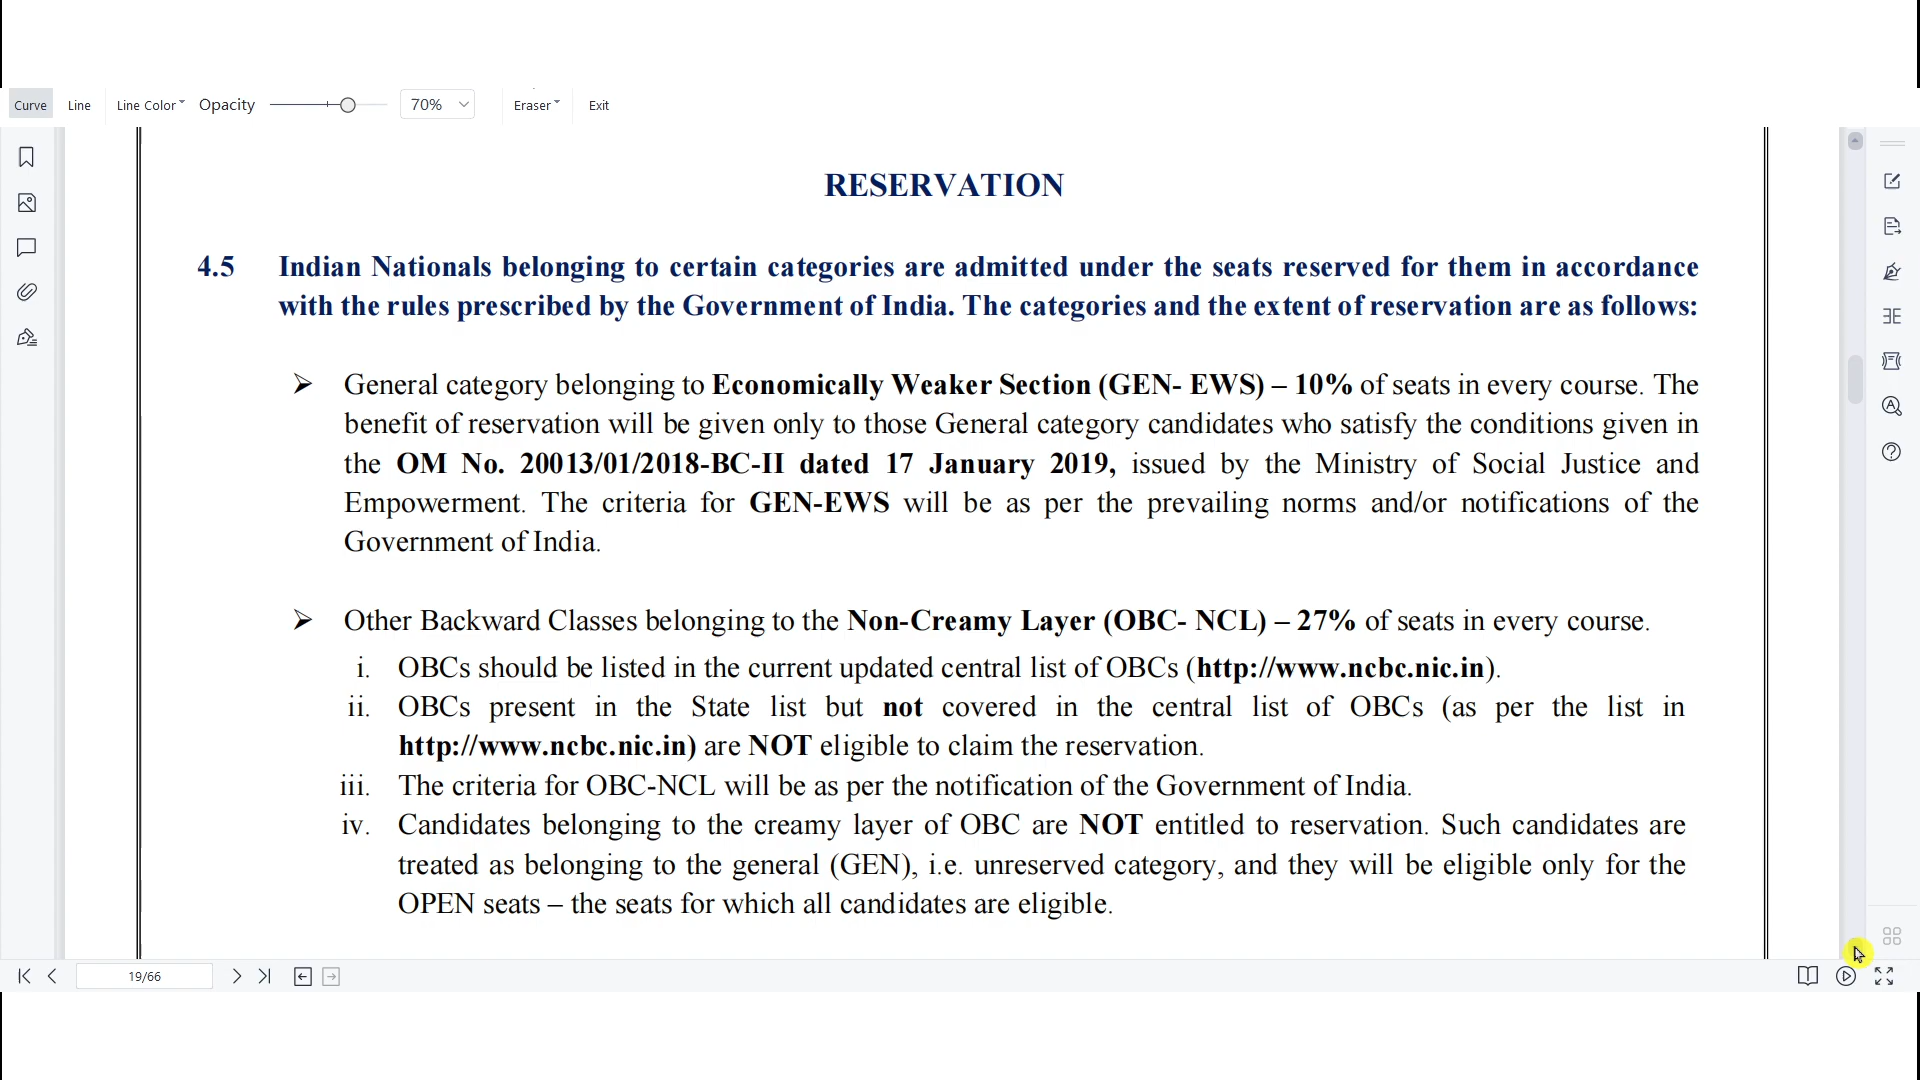 Curve Line Line Color Opacity 70% Eraser Exit
RESERVATION
4.5 Indian Nationals belonging to certain categories are admitted under the seats reserved for them in accordance
with the rules prescribed by the Government of India. The categories and the extent of reservation are as follows:
➢ General category belonging to Economically Weaker Section (GEN- EWS) – 10% of seats in every course. The
benefit of reservation will be given only to those General category candidates who satisfy the conditions given in
the OM No. 20013/01/2018-BC-II dated 17 January 2019, issued by the Ministry of Social Justice and
Empowerment. The criteria for GEN-EWS will be as per the prevailing norms and/or notifications of the
Government of India.
➢ Other Backward Classes belonging to the Non-Creamy Layer (OBC- NCL) – 27% of seats in every course.
i. OBCs should be listed in the current updated central list of OBCs (http://www.ncbc.nic.in).
ii. OBCs present in the State list but not covered in the central list of OBCs (as per the list in
http://www.ncbc.nic.in) are NOT eligible to claim the reservation.
iii. The criteria for OBC-NCL will be as per the notification of the Government of India.
iv. Candidates belonging to the creamy layer of OBC are NOT entitled to reservation. Such candidates are
treated as belonging to the general (GEN), i.e. unreserved category, and they will be eligible only for the
OPEN seats – the seats for which all candidates are eligible.
19/66